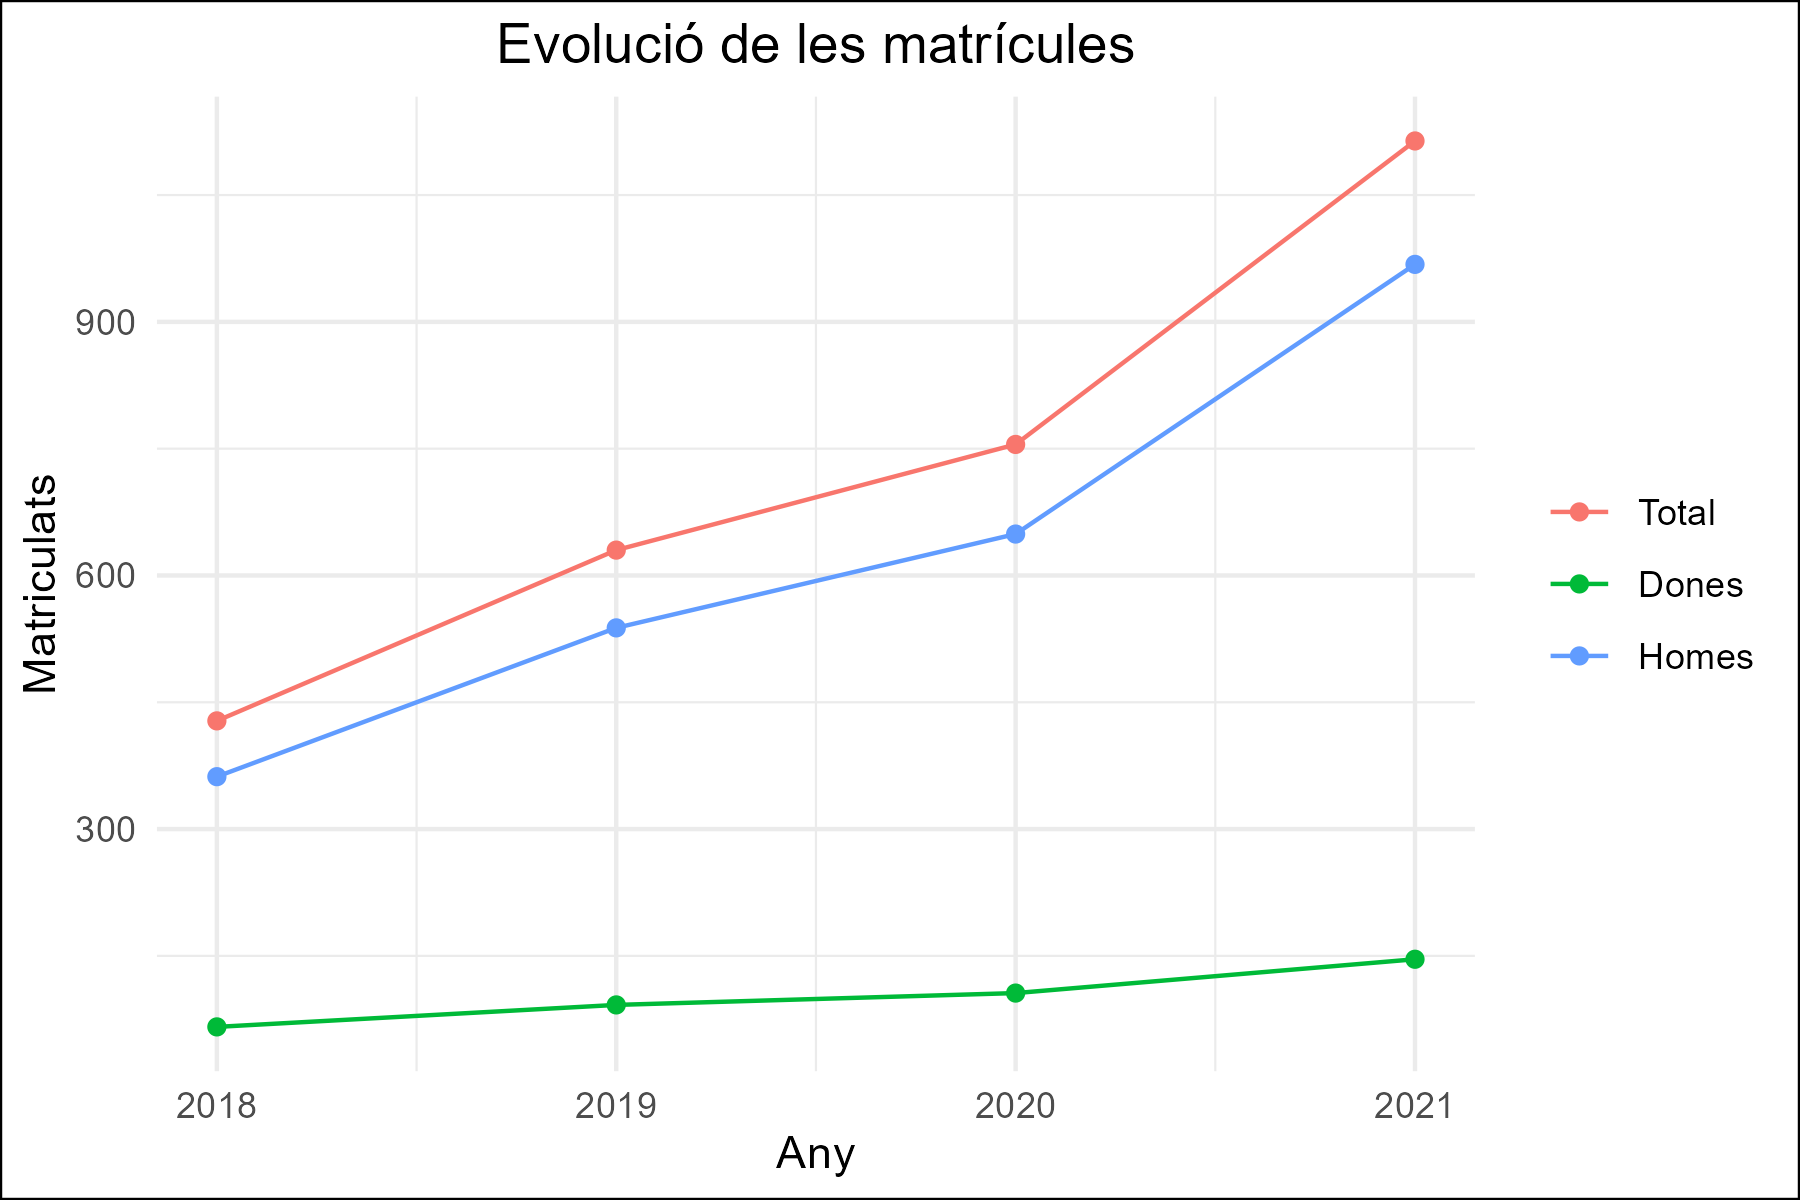 Evolució de les matrícules
Matriculats
900
600
300
2018 2019 2020 2021
Any
Total
Dones
Homes